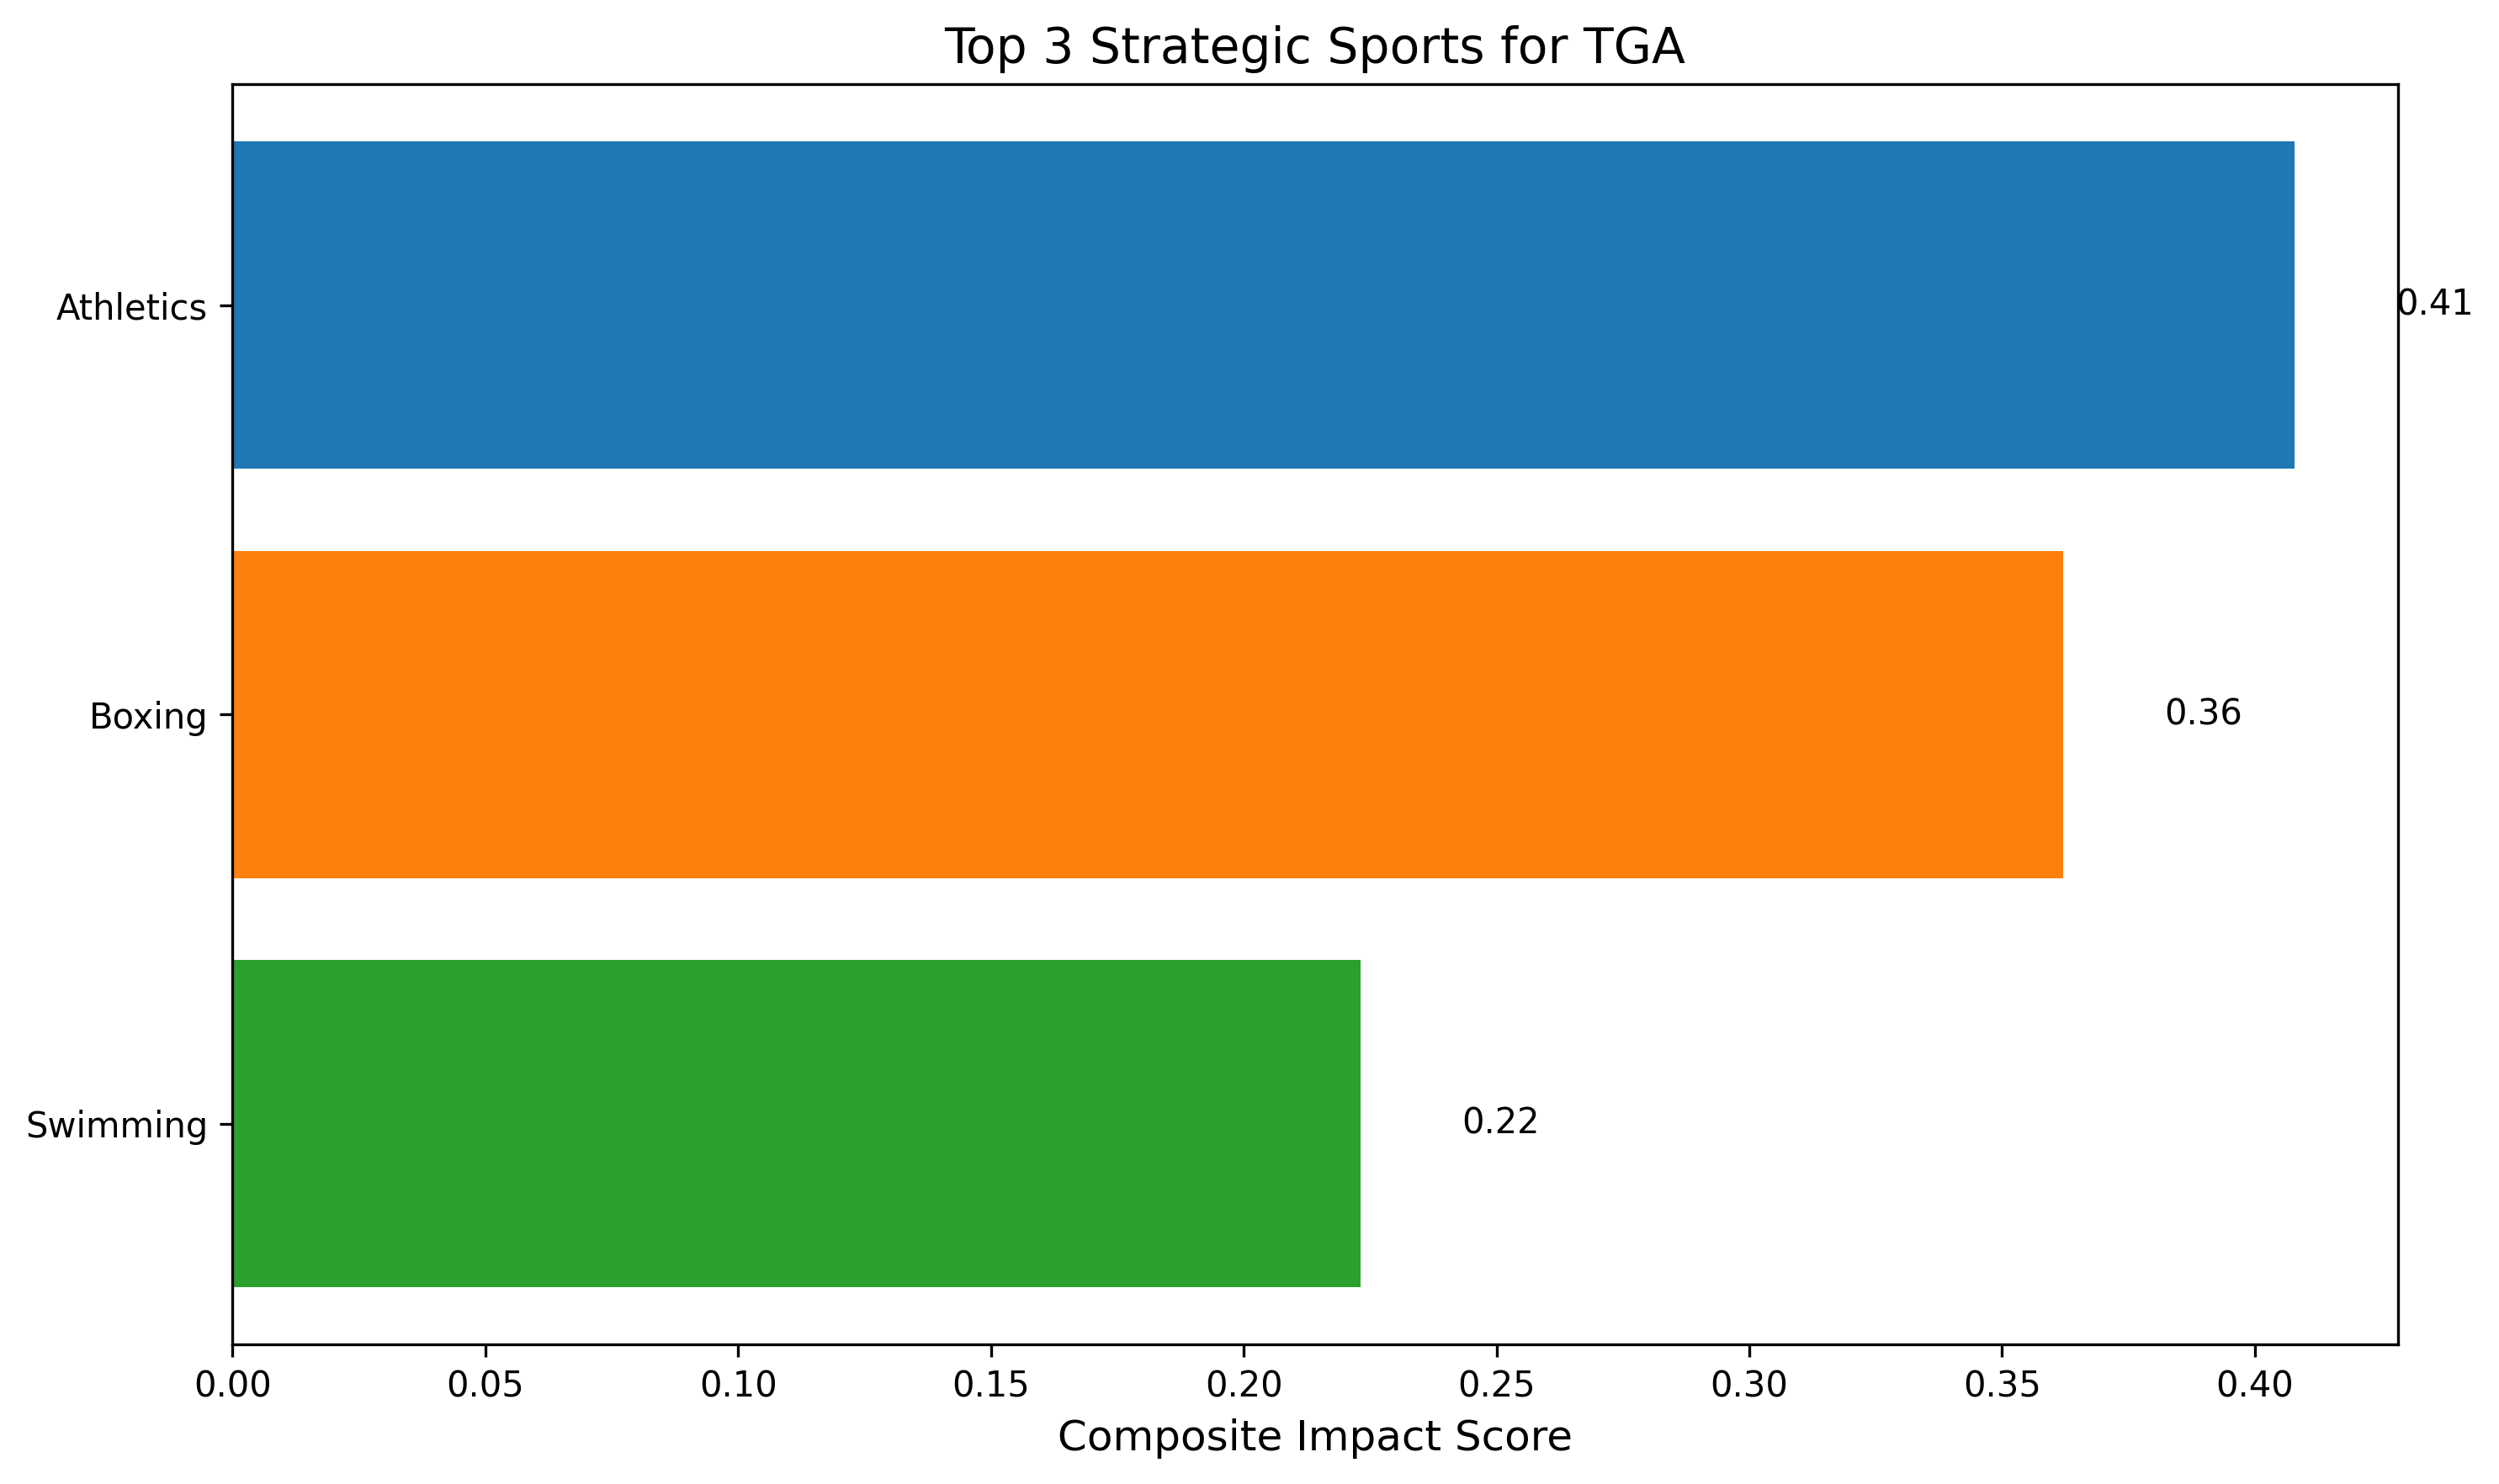 Top 3 Strategic Sports for TGA
Athletics
0.41
Boxing
0.36
Swimming
0.22
0.00 0.05 0.10 0.15 0.20 0.25 0.30 0.35 0.40
Composite Impact Score